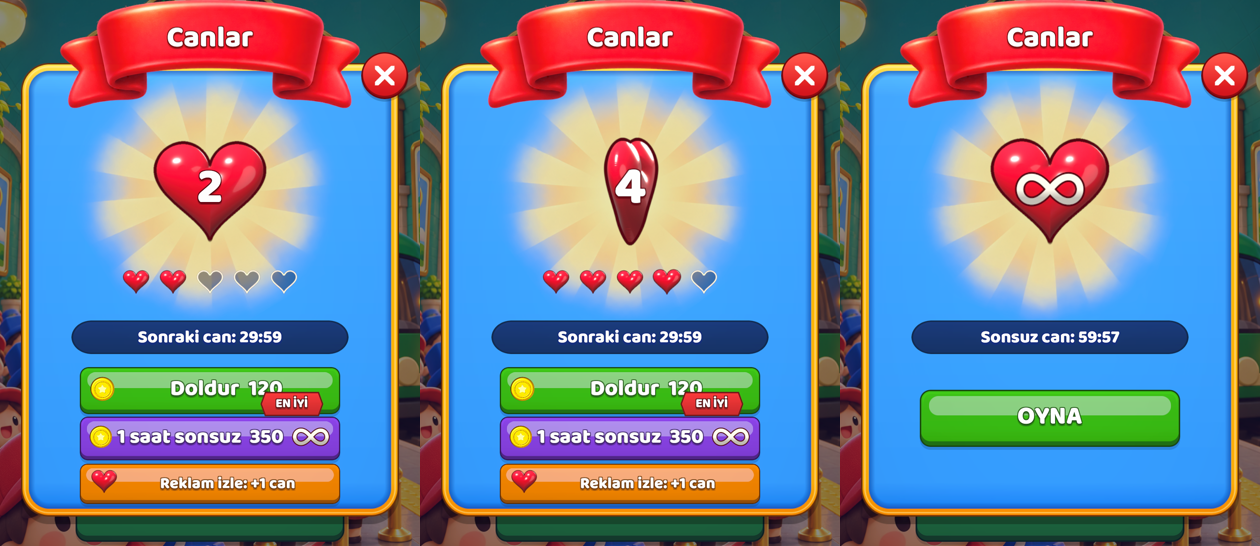 Canlar
2
Sonraki can: 29:59
Doldur 120
EN İYİ
1 saat sonsuz 350 ∞
Reklam izle: +1 can
Canlar
4
Sonraki can: 29:59
Doldur 120
EN İYİ
1 saat sonsuz 350 ∞
Reklam izle: +1 can
Canlar
∞
Sonsuz can: 59:57
OYNA